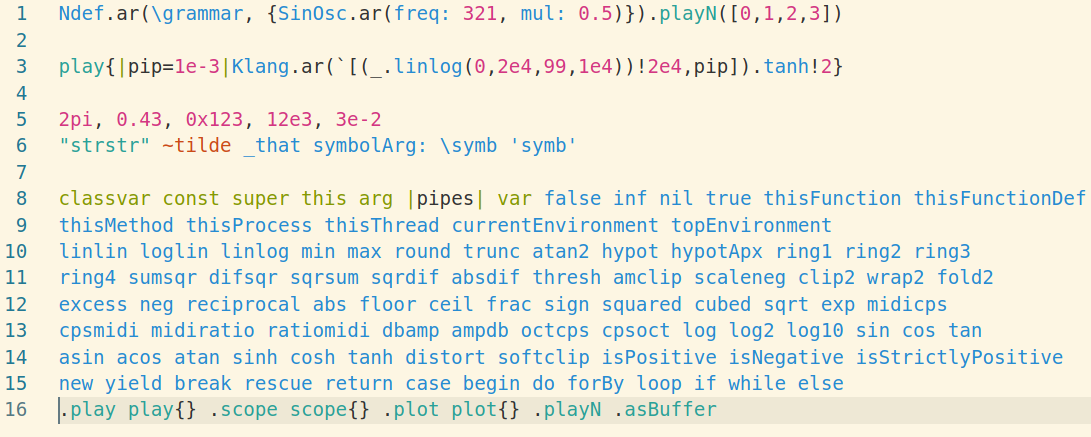 1 Ndef.ar(\grammar, {SinOsc.ar(freq: 321, mul: 0.5)}).playN([0,1,2,3])
2
3 play{|pip=1e-3|Klang.ar(`[(_.linlog(0,2e4,99,1e4))!2e4,pip]).tanh!2}
4
5 2pi, 0.43, 0x123, 12e3, 3e-2
6 "strstr" ~tilde _that symbolArg: \symb 'symb'
7
8 classvar const super this arg |pipes| var false inf nil true thisFunction thisFunctionDef
9 thisMethod thisProcess thisThread currentEnvironment topEnvironment
10 linlin loglin linlog min max round trunc atan2 hypot hypotApx ring1 ring2 ring3
11 ring4 sumsqr difsqr sqrsum sqrdif absdif thresh amclip scaleneg clip2 wrap2 fold2
12 excess neg reciprocal abs floor ceil frac sign squared cubed sqrt exp midicps
13 cpsmidi midiratio ratiomidi dbamp ampdb octcps cpsoct log log2 log10 sin cos tan
14 asin acos atan sinh cosh tanh distort softclip isPositive isNegative isStrictlyPositive
15 new yield break rescue return case begin do forBy loop if while else
16 .play play{} .scope scope{} .plot plot{} .playN .asBuffer